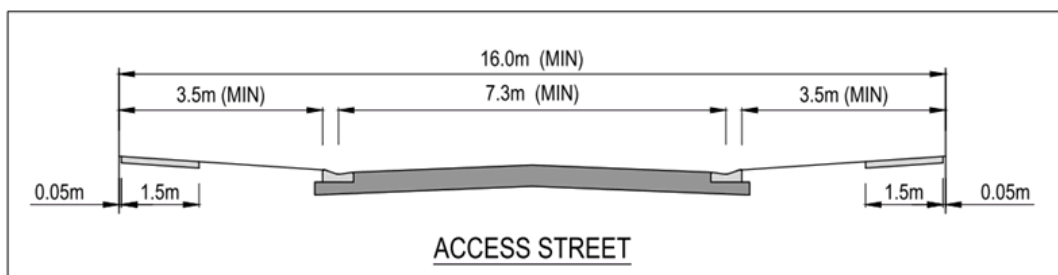 16.0m (MIN)
3.5m (MIN) 7.3m (MIN) 3.5m (MIN)
0.05m 1.5m 1.5m 0.05m
ACCESS STREET